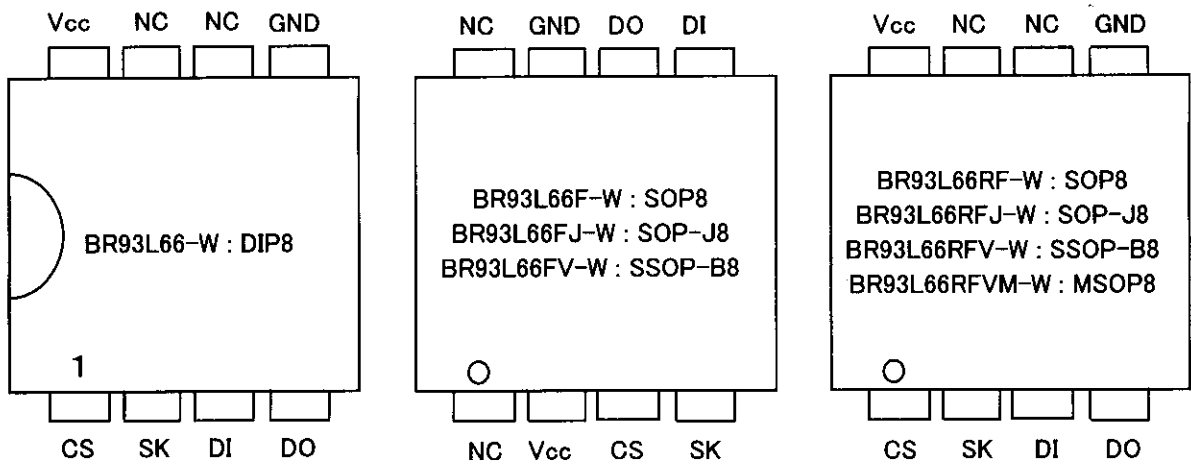 Vcc NC NC GND
BR93L66-W : DIP8
1
CS SK DI DO
NC GND DO DI
BR93L66F-W : SOP8
BR93L66FJ-W : SOP-J8
BR93L66FV-W : SSOP-B8
NC Vcc CS SK
Vcc NC NC GND
BR93L66RF-W : SOP8
BR93L66RFJ-W : SOP-J8
BR93L66RFV-W : SSOP-B8
BR93L66RFVM-W : MSOP8
CS SK DI DO